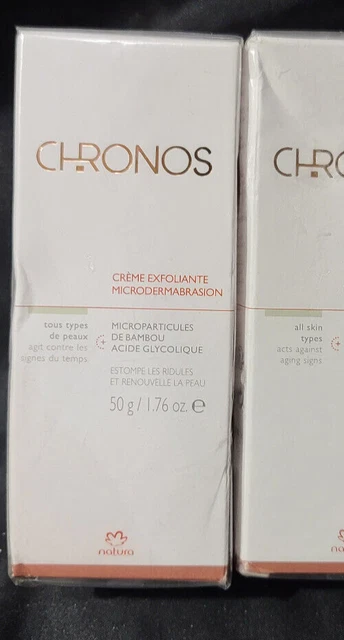 CHRONOS
CRÈME EXFOLIANTE
MICRODERMABRASION
tous types
de peaux
agit contre les
signes du temps
+
MICROPARTICULES
DE BAMBOU
ACIDE GLYCOLIQUE
ESTOMPE LES RIDULES
ET RENOUVELLE LA PEAU
50 g / 1.76 oz. ℮
natura
CHRO
all skin
types
acts against
aging signs
+